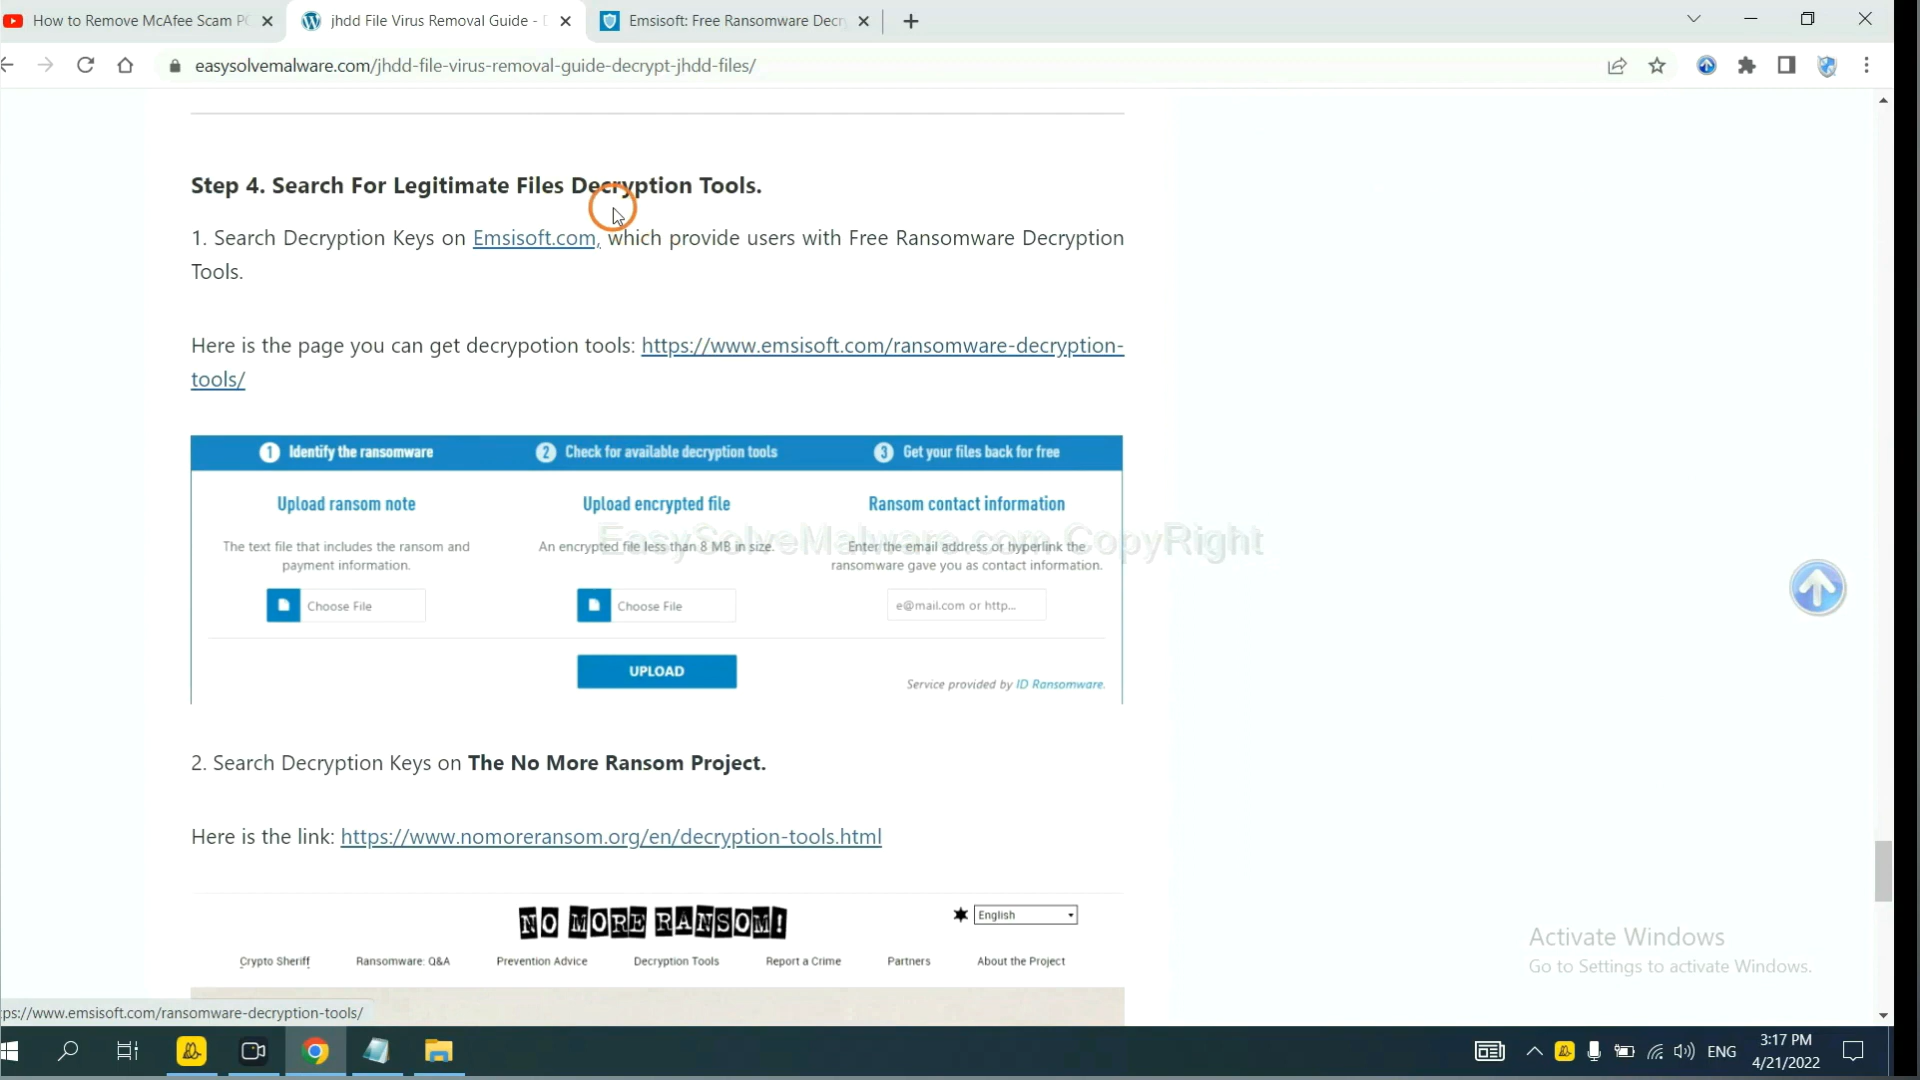 How to Remove McAfee Scam P
jhdd File Virus Removal Guide -
Emsisoft: Free Ransomware Decr
easysolvemalware.com/jhdd-file-virus-removal-guide-decrypt-jhdd-files/
Step 4. Search For Legitimate Files Decryption Tools.
1. Search Decryption Keys on Emsisoft.com, which provide users with Free Ransomware Decryption
Tools.
Here is the page you can get decrypotion tools: https://www.emsisoft.com/ransomware-decryption-
tools/
1 Identify the ransomware
2 Check for available decryption tools
3 Get your files back for free
Upload ransom note
Upload encrypted file
Ransom contact information
The text file that includes the ransom and
payment information.
An encrypted file less than 8 MB in size.
Enter the email address or hyperlink the
ransomware gave you as contact information.
EasySolveMalware.com CopyRight
Choose File
Choose File
e@mail.com or http...
UPLOAD
Service provided by ID Ransomware.
2. Search Decryption Keys on The No More Ransom Project.
Here is the link: https://www.nomoreransom.org/en/decryption-tools.html
NO MORE RANSOM!
English
Crypto Sheriff
Ransomware: Q&A
Prevention Advice
Decryption Tools
Report a Crime
Partners
About the Project
Activate Windows
Go to Settings to activate Windows.
ps://www.emsisoft.com/ransomware-decryption-tools/
ENG
3:17 PM
4/21/2022